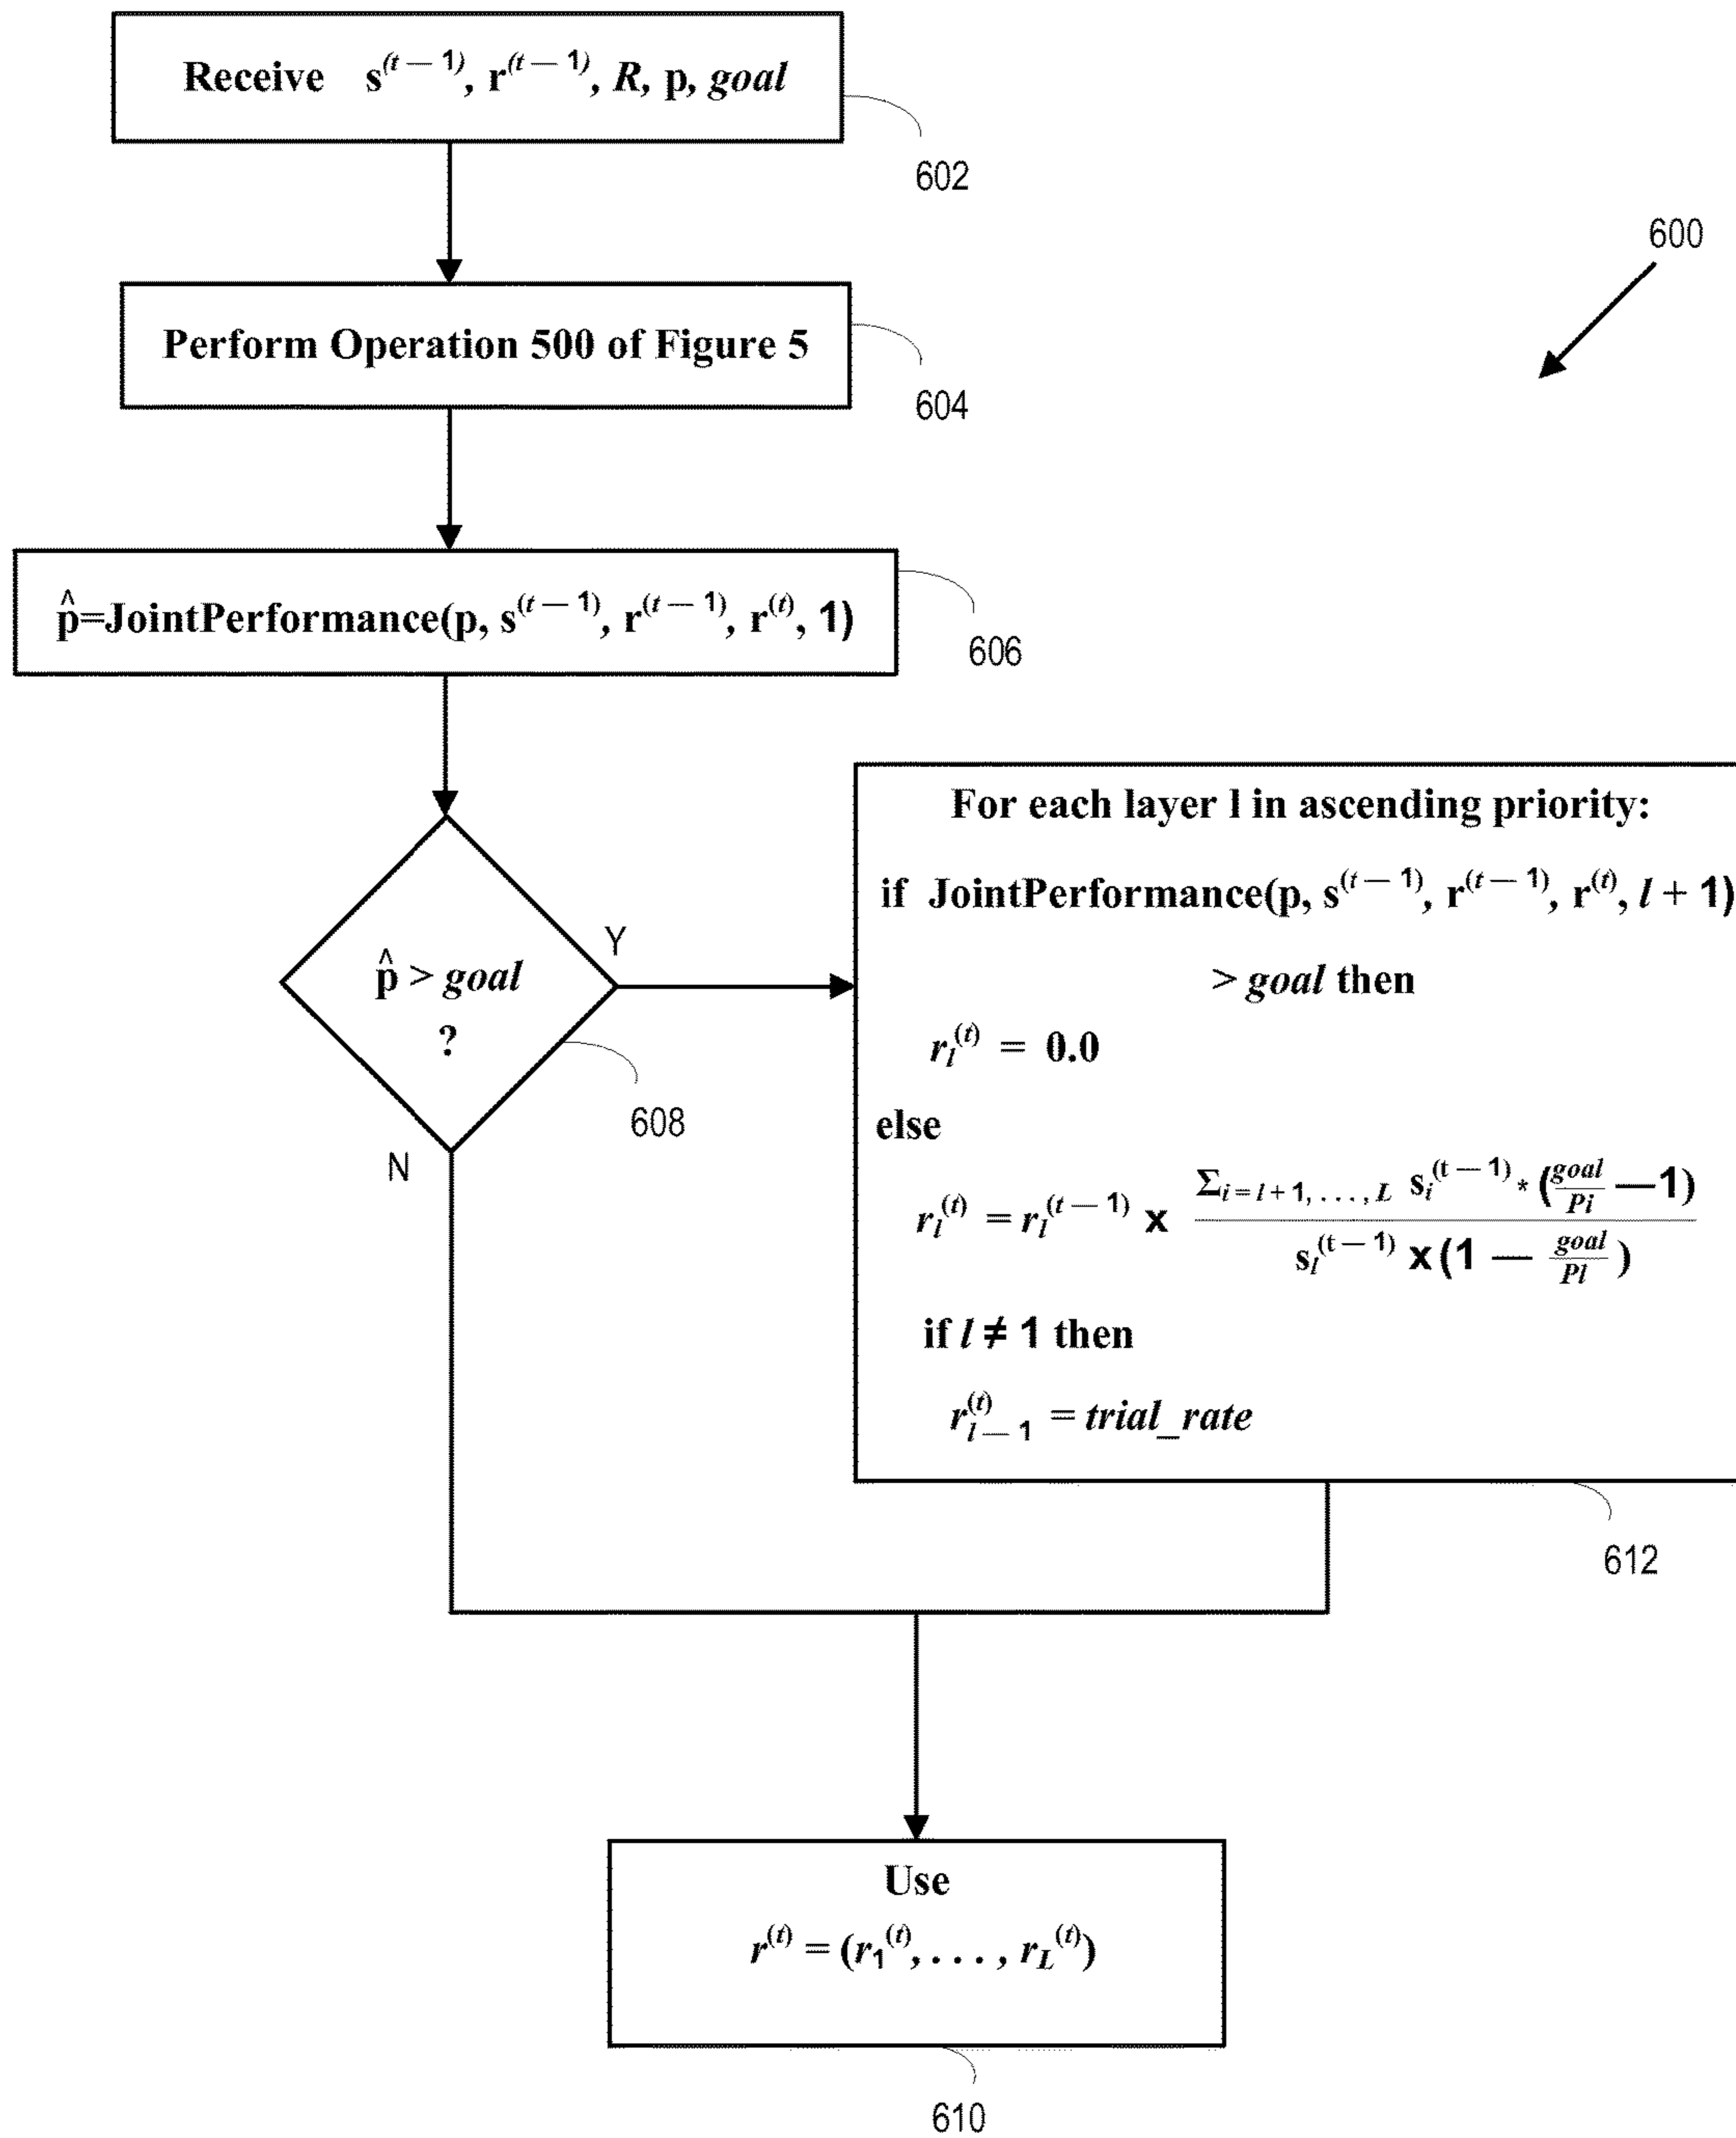 Receive s^(t — 1), r^(t — 1), R, p, goal
602
600
Perform Operation 500 of Figure 5
604
p̂=JointPerformance(p, s^(t — 1), r^(t — 1), r^(t), 1)
606
p̂ > goal
?
Y
N
608
For each layer l in ascending priority:
if JointPerformance(p, s^(t — 1), r^(t — 1), r^(t), l + 1)
> goal then
r_l^(t) = 0.0
else
r_l^(t) = r_l^(t — 1) x (Σ_{i = l + 1, . . . , L} s_i^(t — 1) * (goal/Pi —1)) / (s_l^(t — 1) x (1 — goal/Pl))
if l ≠ 1 then
r_{l — 1}^(t) = trial_rate
612
Use
r^(t) = (r_1^(t), . . . , r_L^(t))
610